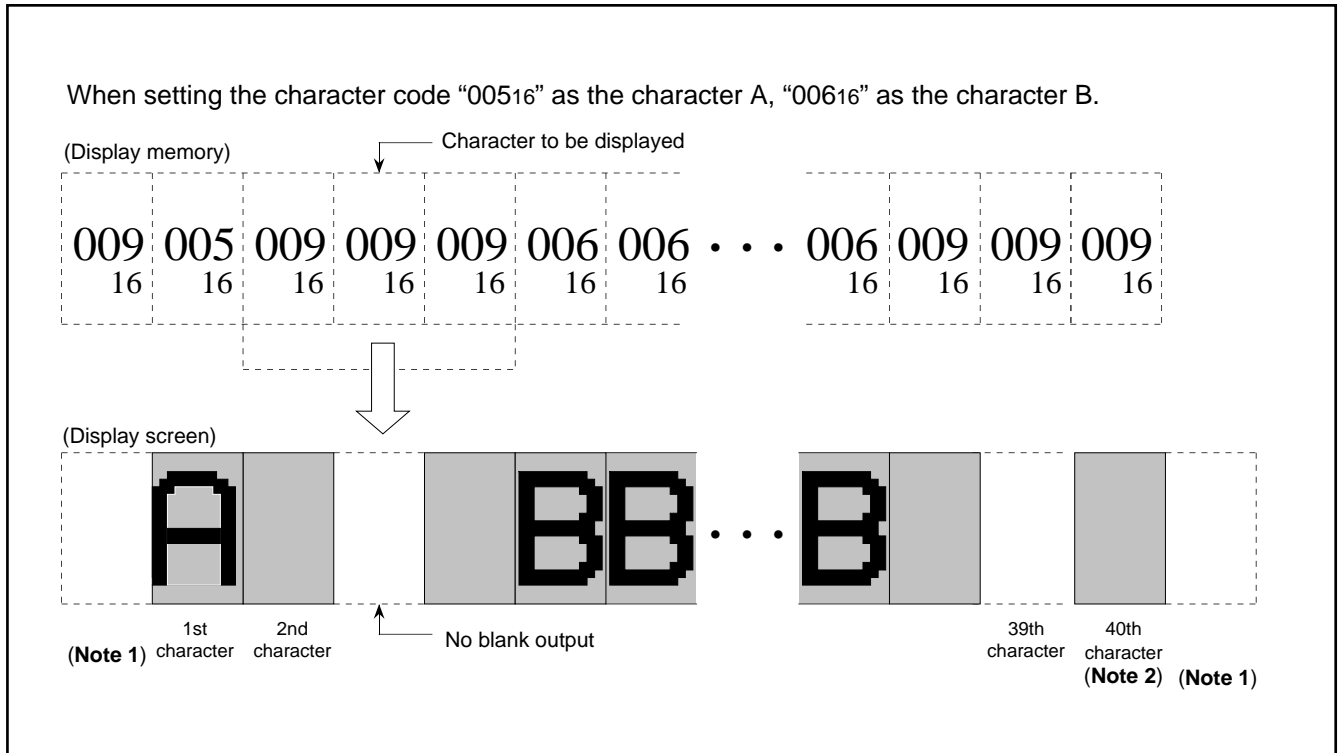 When setting the character code “00516” as the character A, “00616” as the character B.
(Display memory)
Character to be displayed
009 005 009 009 009 006 006 • • • 006 009 009 009
16 16 16 16 16 16 16 16 16 16 16
(Display screen)
A B B • • • B
1st character
2nd character
No blank output
39th character
40th character
(Note 1)
(Note 2)
(Note 1)